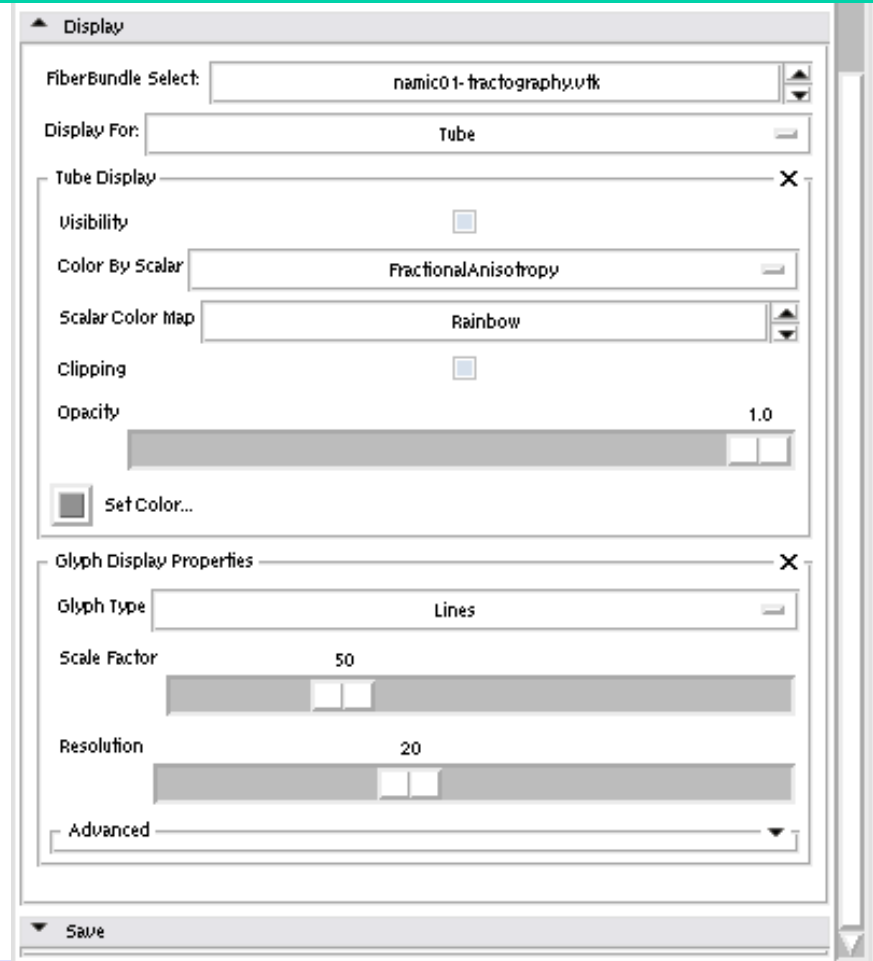 Display
FiberBundle Select: namic01-tractography.vtk
Display For: Tube
Tube Display
Visibility
Color By Scalar FractionalAnisotropy
Scalar Color Map Rainbow
Clipping
Opacity 1.0
Set Color...
Glyph Display Properties
Glyph Type Lines
Scale Factor 50
Resolution 20
Advanced
Save